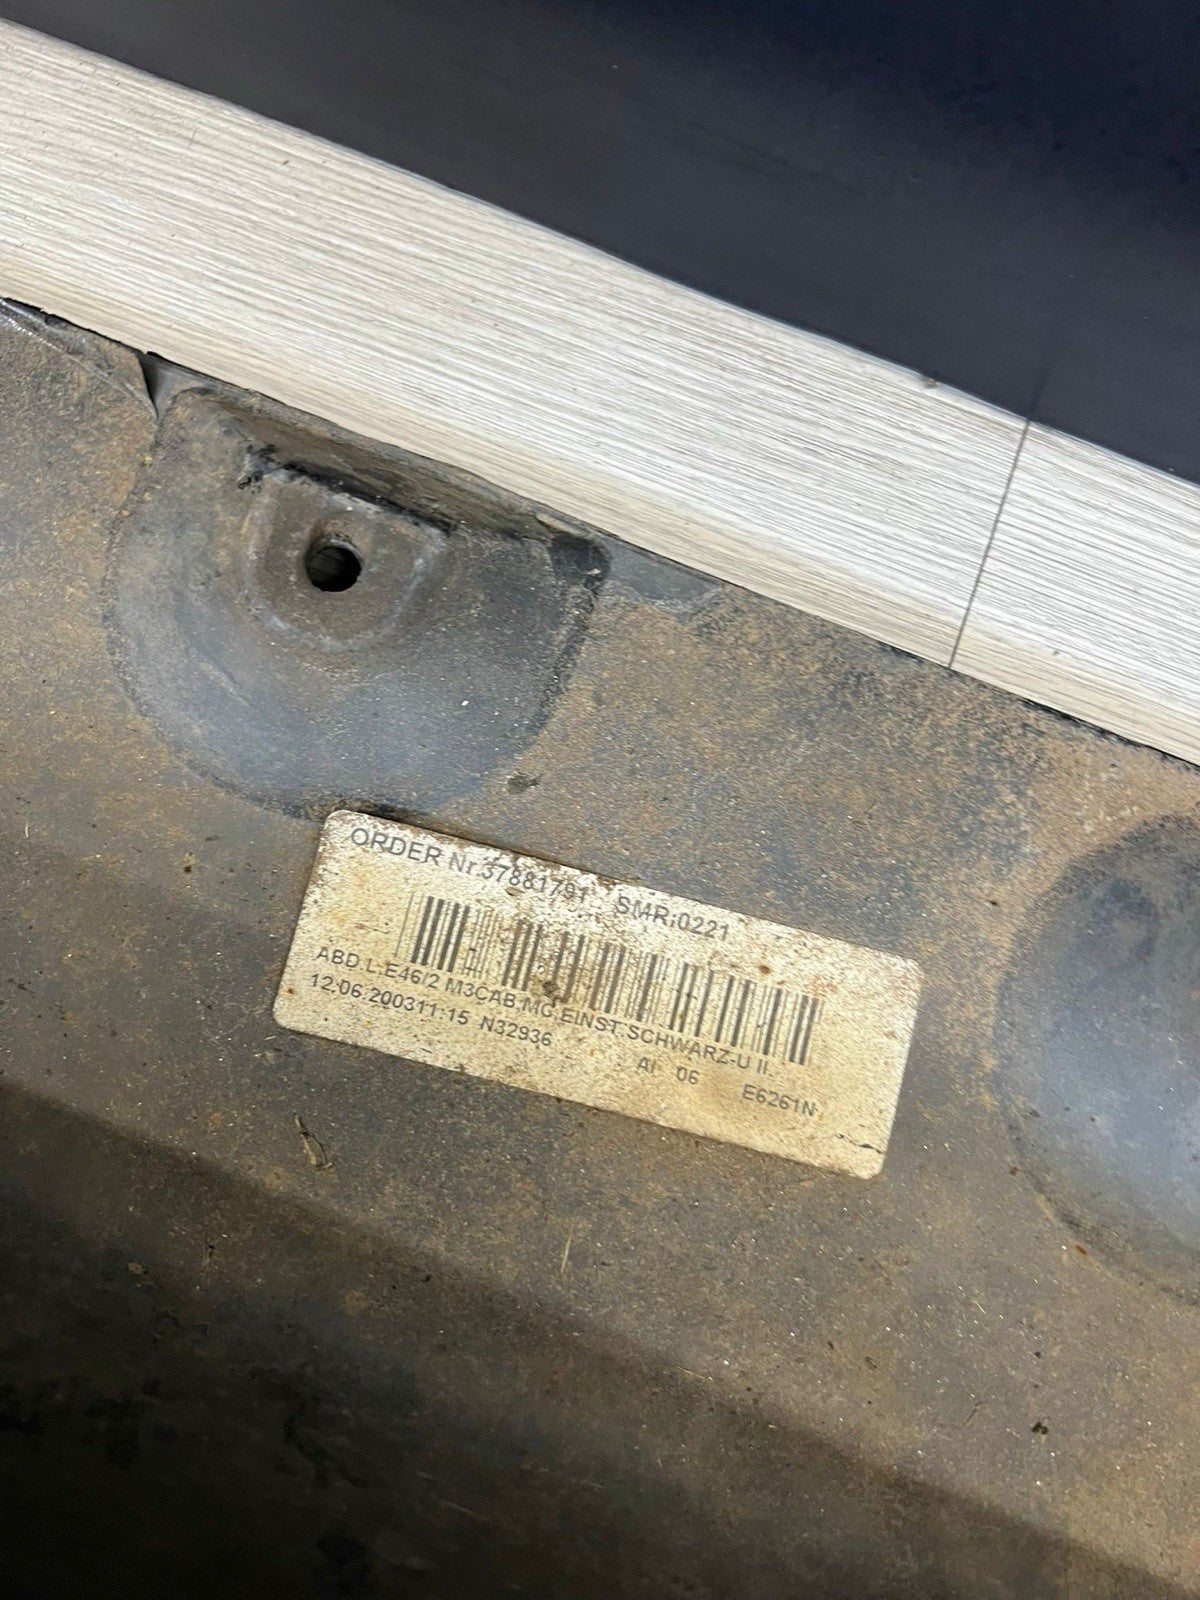 ORDER Nr.37881791 SMR.0221
ABD.L.E46/2 M3CAB,MG,EINST.SCHWARZ-U II.
12.06.200311:15 N32936 AI 06 E6261N